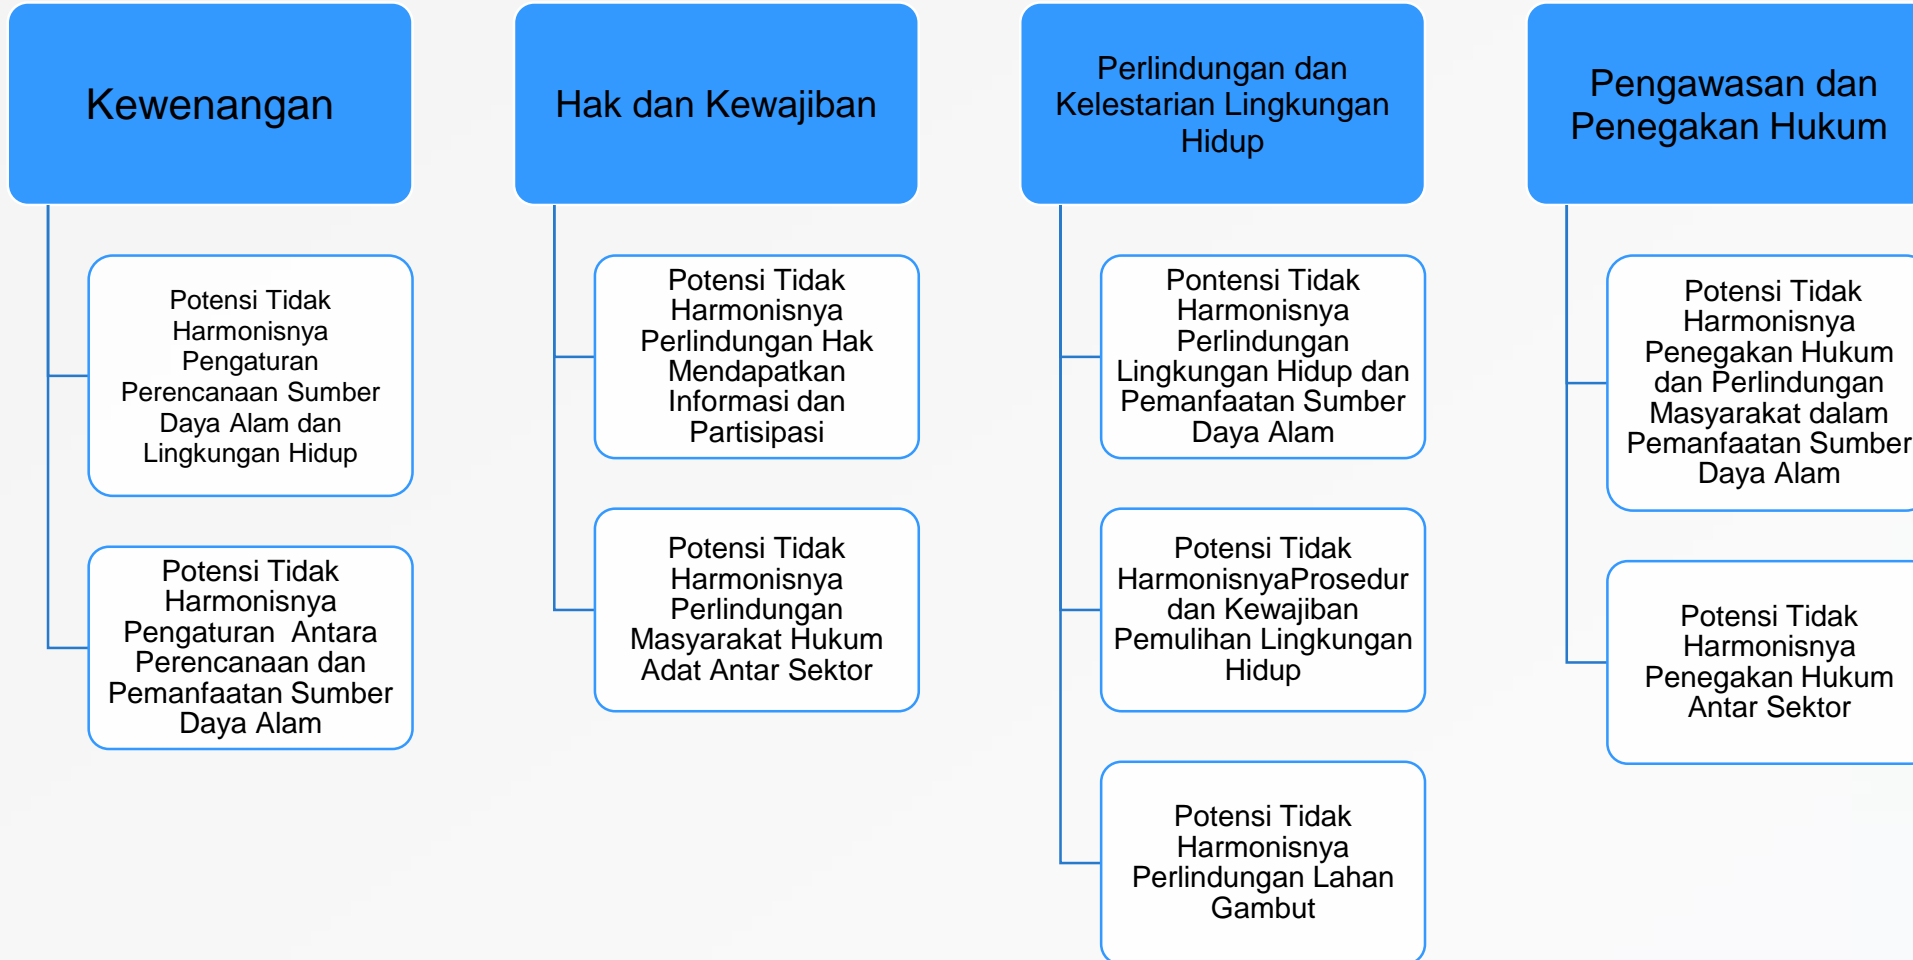 Kewenangan
Potensi Tidak
Harmonisnya
Pengaturan
Perencanaan Sumber
Daya Alam dan
Lingkungan Hidup
Potensi Tidak
Harmonisnya
Pengaturan  Antara
Perencanaan dan
Pemanfaatan Sumber
Daya Alam
Hak dan Kewajiban
Potensi Tidak
Harmonisnya
Perlindungan Hak
Mendapatkan
Informasi dan
Partisipasi
Potensi Tidak
Harmonisnya
Perlindungan
Masyarakat Hukum
Adat Antar Sektor
Perlindungan dan
Kelestarian Lingkungan
Hidup
Pontensi Tidak
Harmonisnya
Perlindungan
Lingkungan Hidup dan
Pemanfaatan Sumber
Daya Alam
Potensi Tidak
HarmonisnyaProsedur
dan Kewajiban
Pemulihan Lingkungan
Hidup
Potensi Tidak
Harmonisnya
Perlindungan Lahan
Gambut
Pengawasan dan
Penegakan Hukum
Potensi Tidak
Harmonisnya
Penegakan Hukum
dan Perlindungan
Masyarakat dalam
Pemanfaatan Sumber
Daya Alam
Potensi Tidak
Harmonisnya
Penegakan Hukum
Antar Sektor